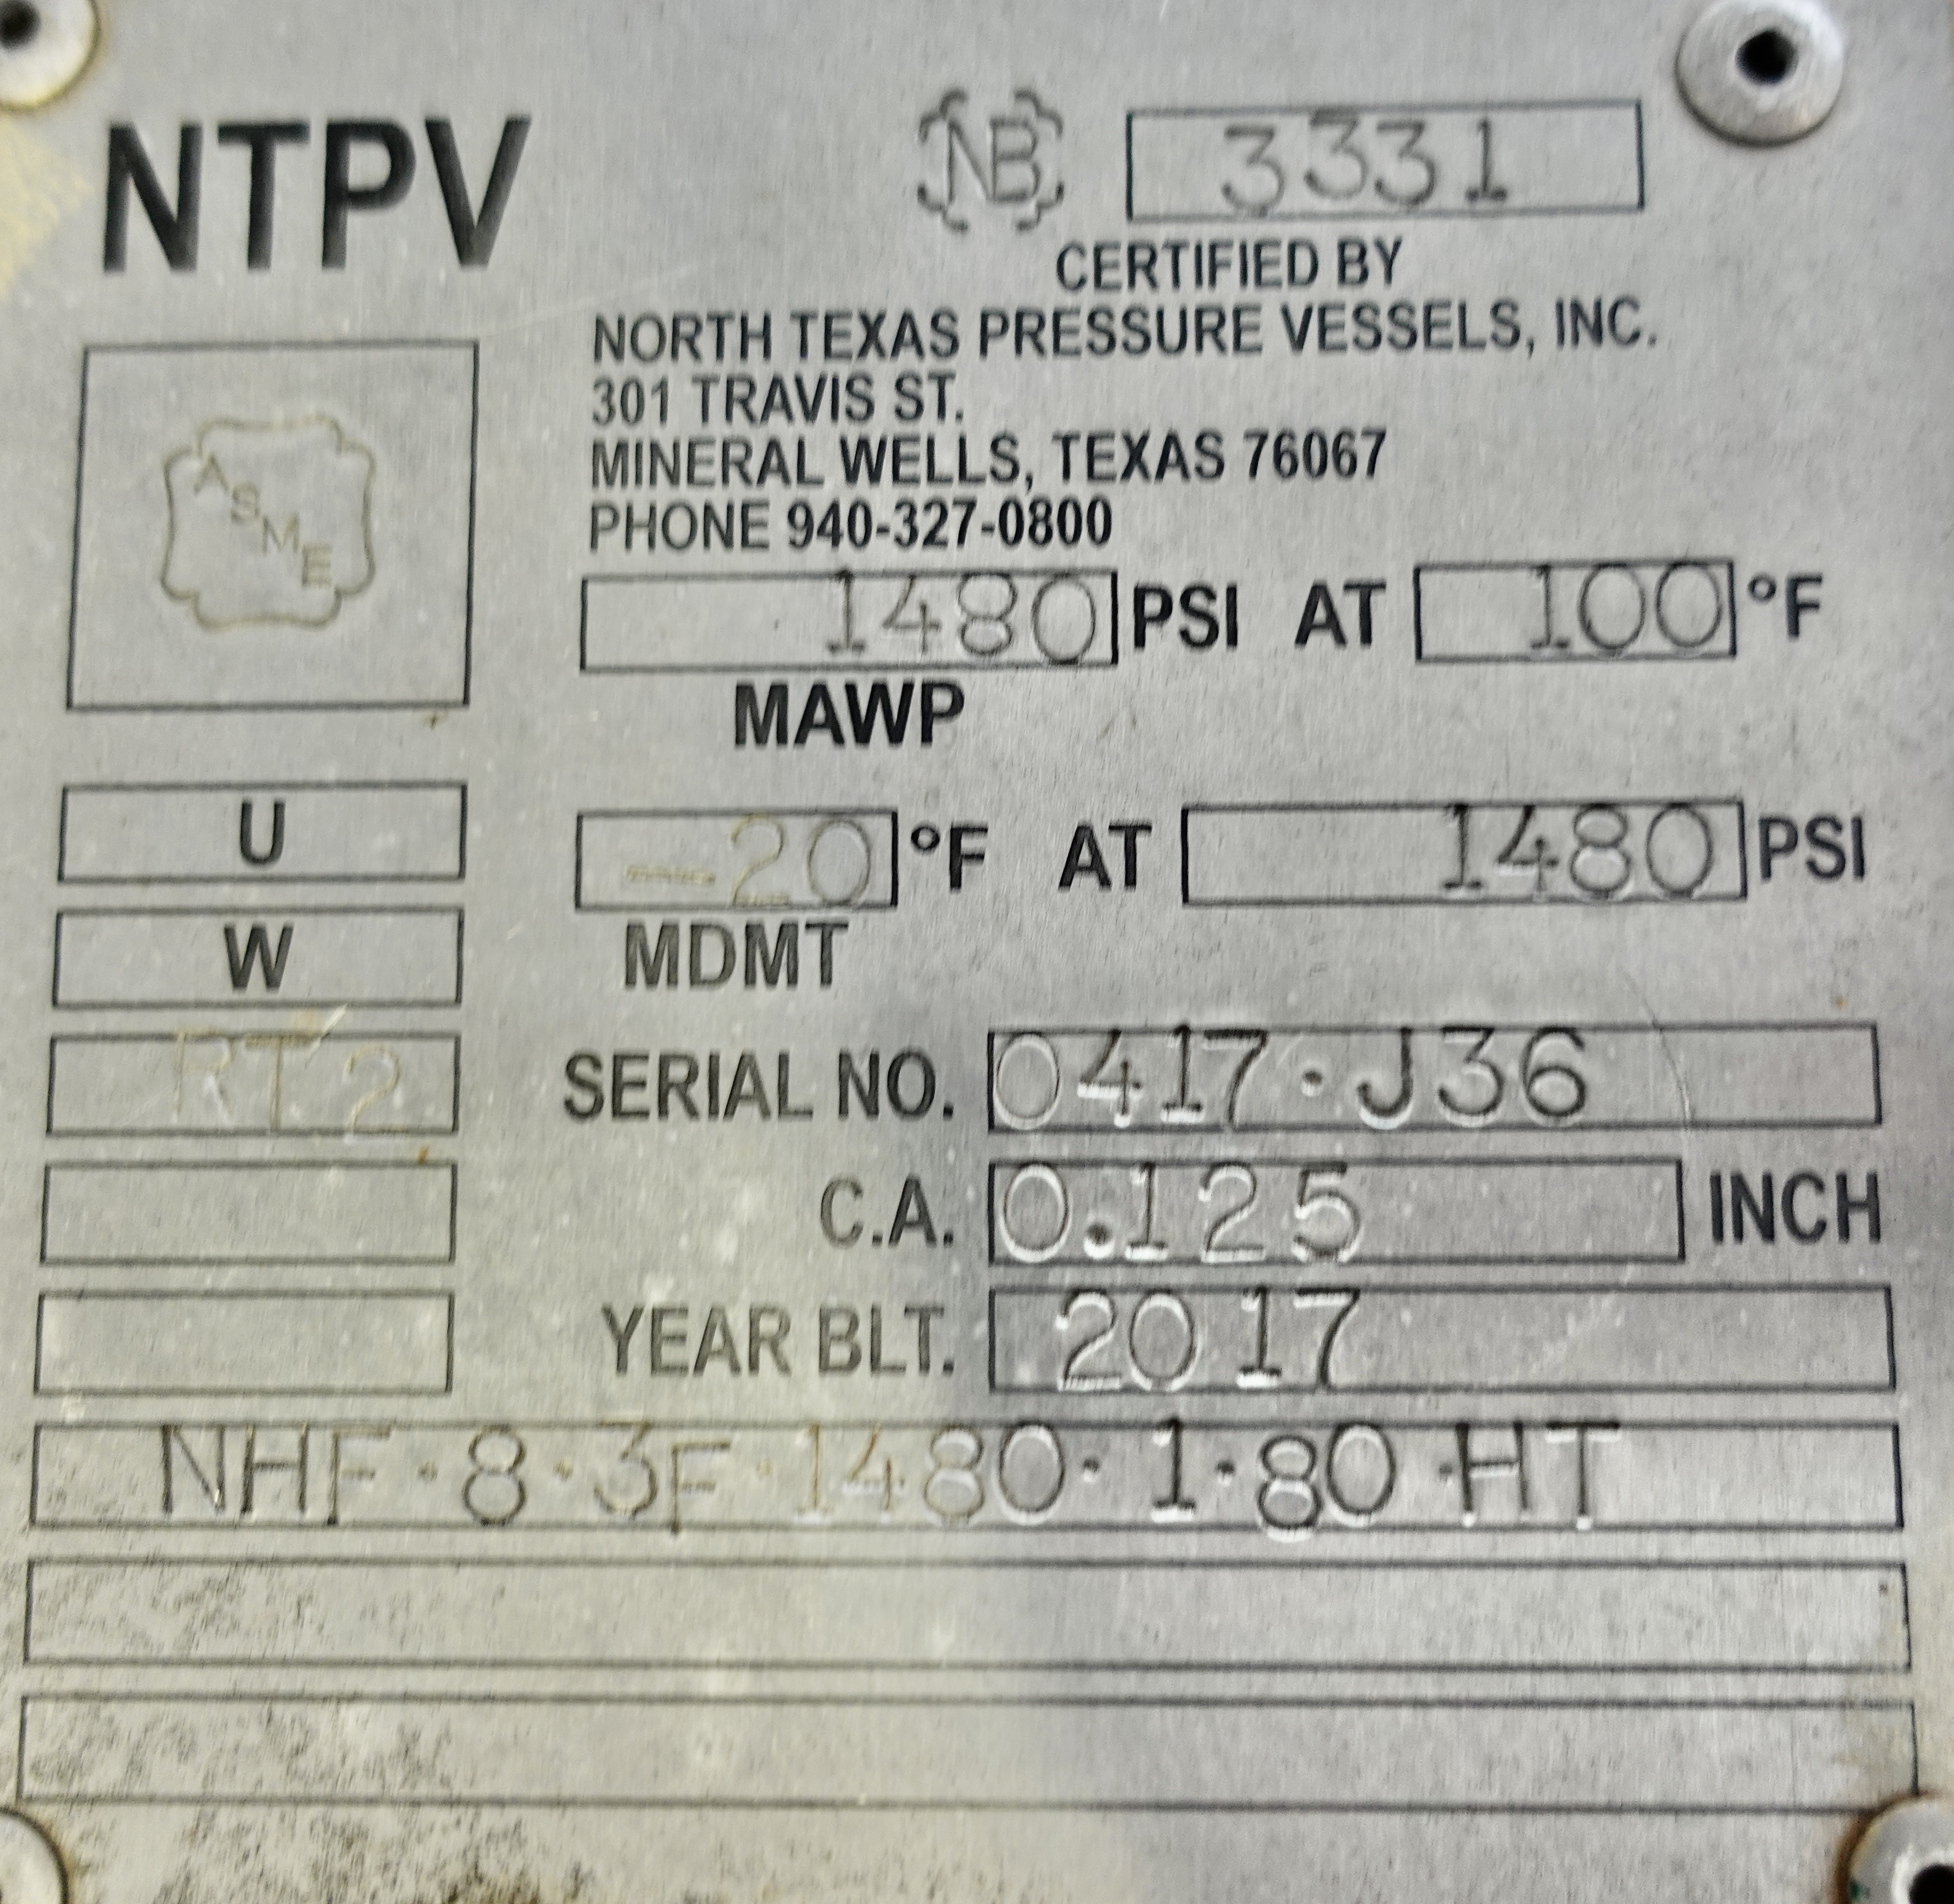 NTPV
NB 3331
CERTIFIED BY
NORTH TEXAS PRESSURE VESSELS, INC.
301 TRAVIS ST.
MINERAL WELLS, TEXAS 76067
PHONE 940-327-0800
ASME
1480 PSI AT 100 °F
MAWP
U
-20 °F AT 1480 PSI
W
MDMT
RT2
SERIAL NO. 0417·J36
C.A. 0.125 INCH
YEAR BLT. 2017
NHF·8·3F·1480·1·80·HT